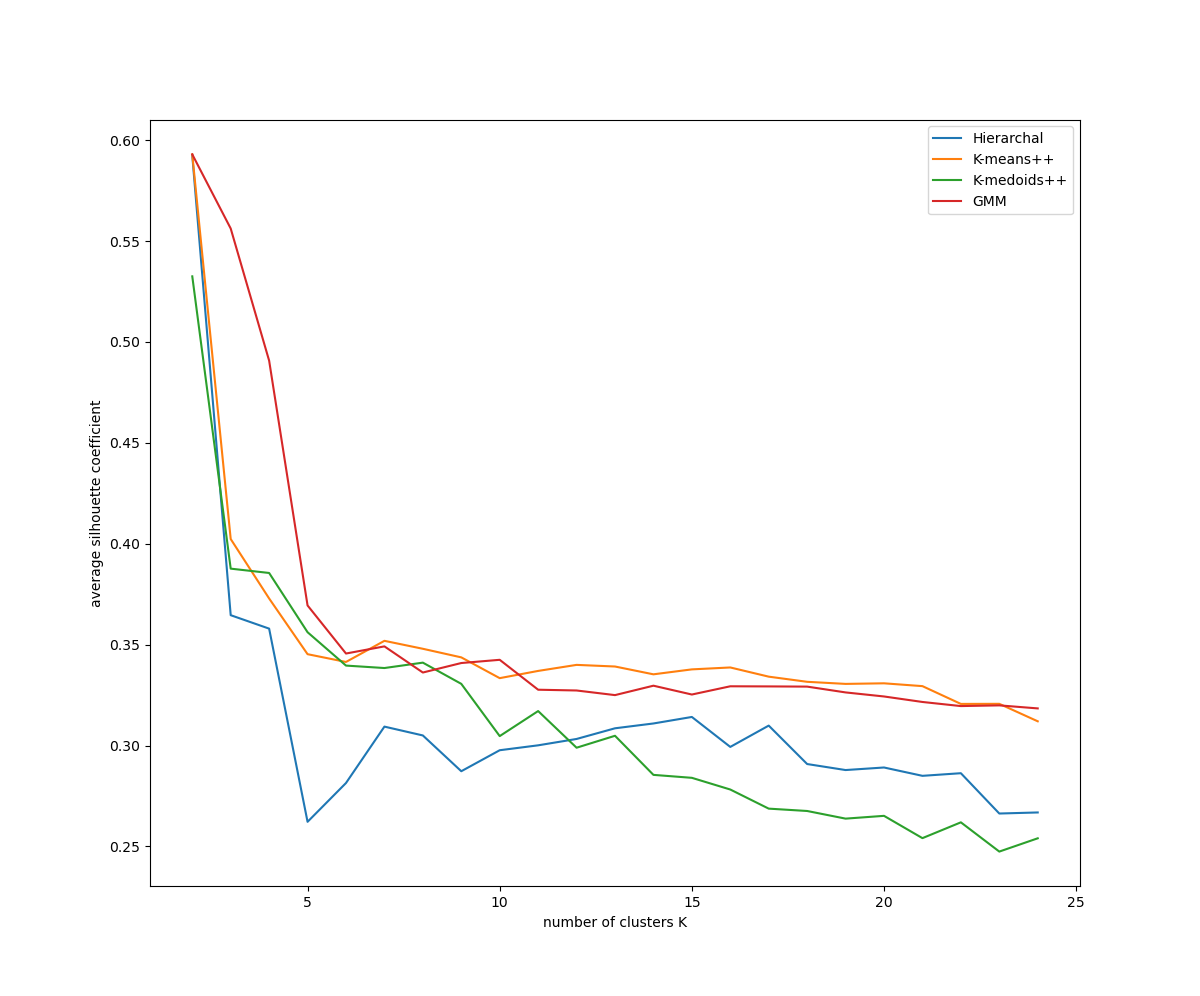 0.60
0.55
0.50
0.45
0.40
0.35
0.30
0.25
average silhouette coefficient
Hierarchal
K-means++
K-medoids++
GMM
5 10 15 20 25
number of clusters K